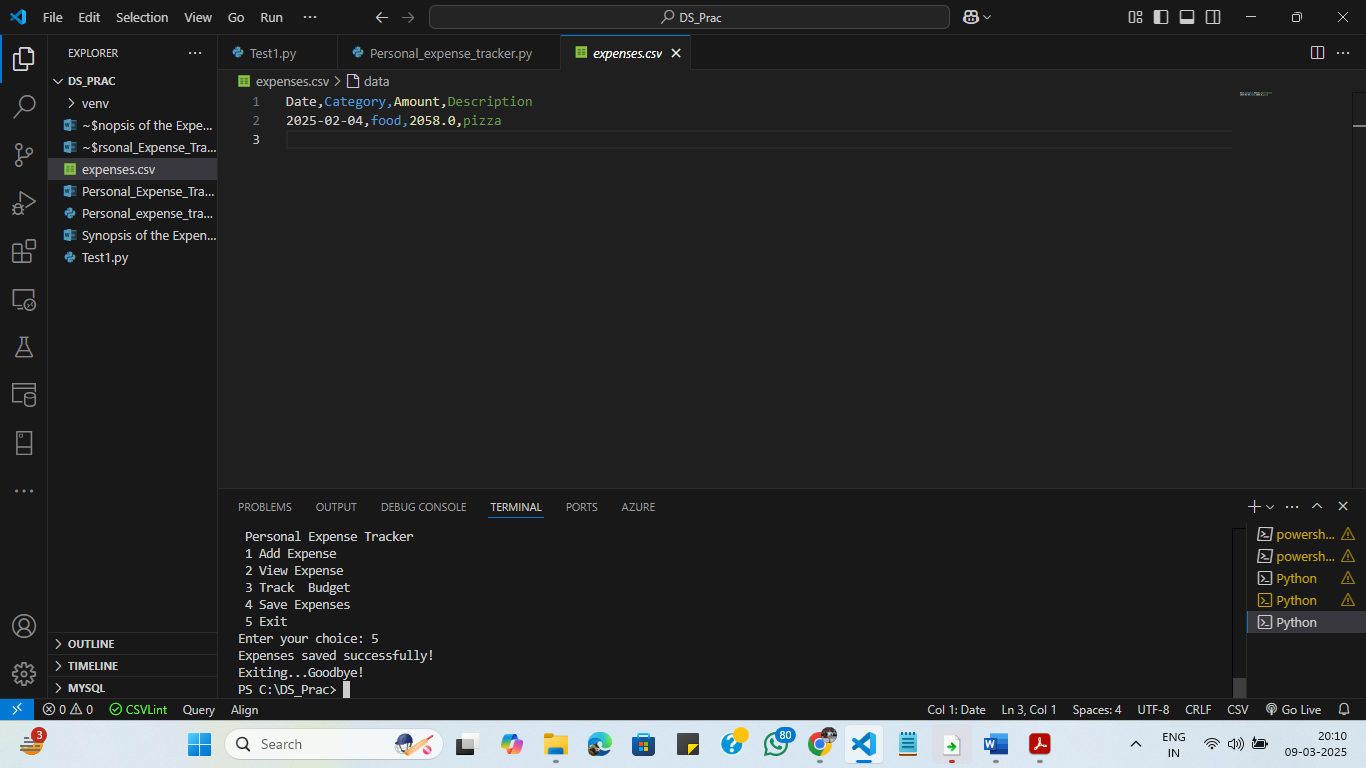 File Edit Selection View Go Run ...
DS_Prac
EXPLORER
Test1.py
Personal_expense_tracker.py
expenses.csv
DS_PRAC
expenses.csv > data
venv
~$nopsis of the Expe...
~$rsonal_Expense_Tra...
expenses.csv
Personal_Expense_Tra...
Personal_expense_tra...
Synopsis of the Expen...
Test1.py
1 Date,Category,Amount,Description
2 2025-02-04,food,2058.0,pizza
3
OUTLINE
TIMELINE
MYSQL
PROBLEMS OUTPUT DEBUG CONSOLE TERMINAL PORTS AZURE
Personal Expense Tracker
1 Add Expense
2 View Expense
3 Track  Budget
4 Save Expenses
5 Exit
Enter your choice: 5
Expenses saved successfully!
Exiting...Goodbye!
PS C:\DS_Prac>
powersh...
powersh...
Python
Python
Python
0 0 CSVLint Query Align
Col 1: Date Ln 3, Col 1 Spaces: 4 UTF-8 CRLF CSV Go Live
3
Search
80
ENG
IN
20:10
09-03-2025